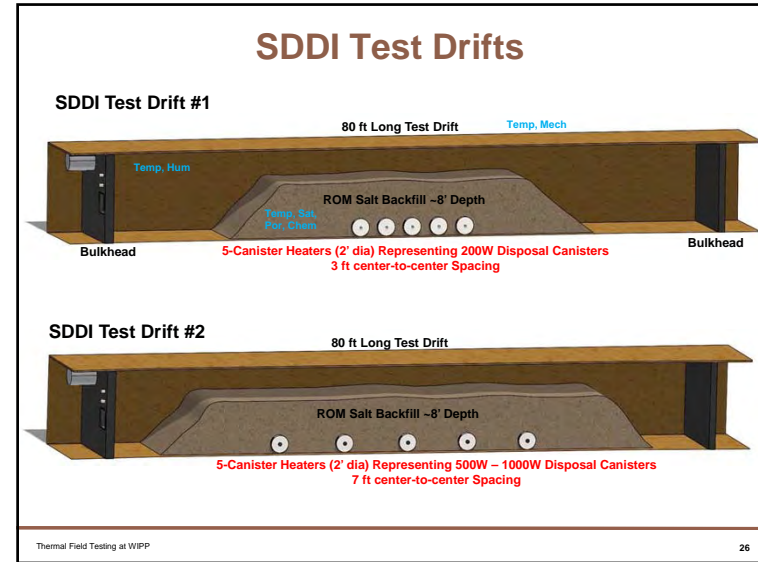 SDDI Test Drifts
SDDI Test Drift #1
80 ft Long Test Drift
Temp, Mech
Temp, Hum
ROM Salt Backfill ~8' Depth
Temp, Sat,
Por, Chem
Bulkhead
5-Canister Heaters (2' dia) Representing 200W Disposal Canisters
3 ft center-to-center Spacing
Bulkhead
SDDI Test Drift #2
80 ft Long Test Drift
ROM Salt Backfill ~8' Depth
5-Canister Heaters (2' dia) Representing 500W – 1000W Disposal Canisters
7 ft center-to-center Spacing
Thermal Field Testing at WIPP
26